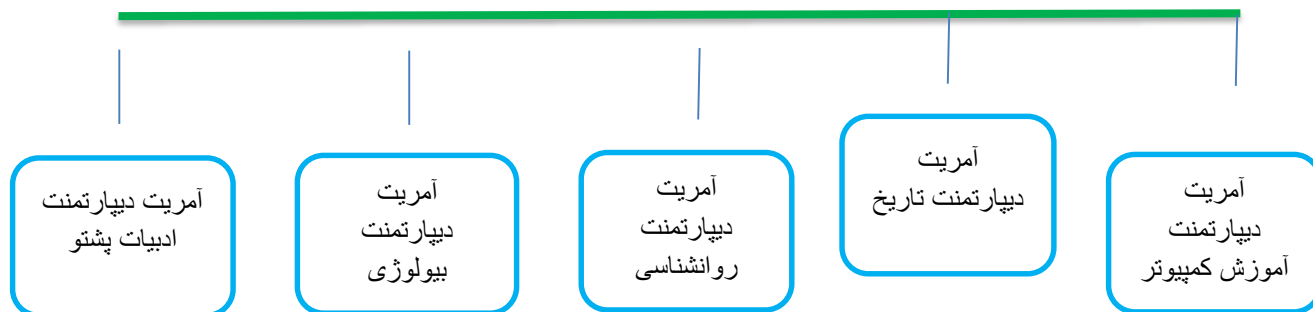 آمریت
دیپارتمنت
آموزش کمپیوتر
آمریت
دیپارتمنت تاریخ
آمریت
دیپارتمنت
روانشناسی
آمریت
دیپارتمنت
بیولوژی
آمریت دیپارتمنت
ادبیات پشتو